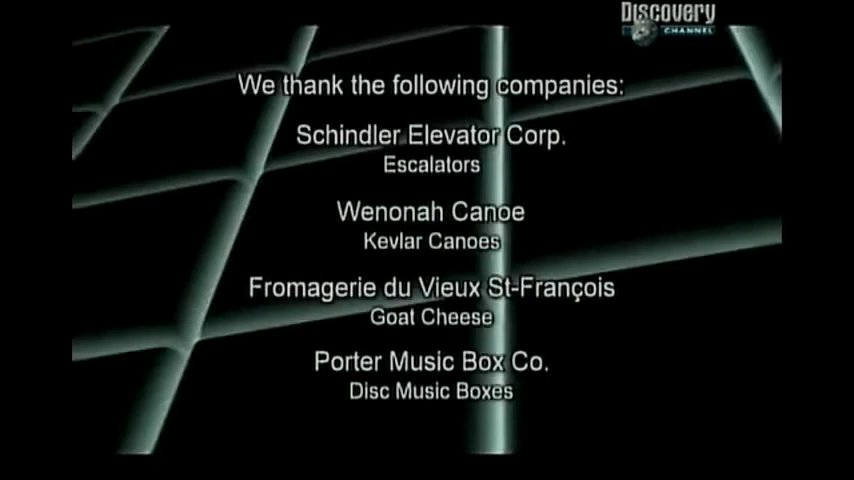 Discovery
CHANNEL
We thank the following companies:
Schindler Elevator Corp.
Escalators
Wenonah Canoe
Kevlar Canoes
Fromagerie du Vieux St-François
Goat Cheese
Porter Music Box Co.
Disc Music Boxes